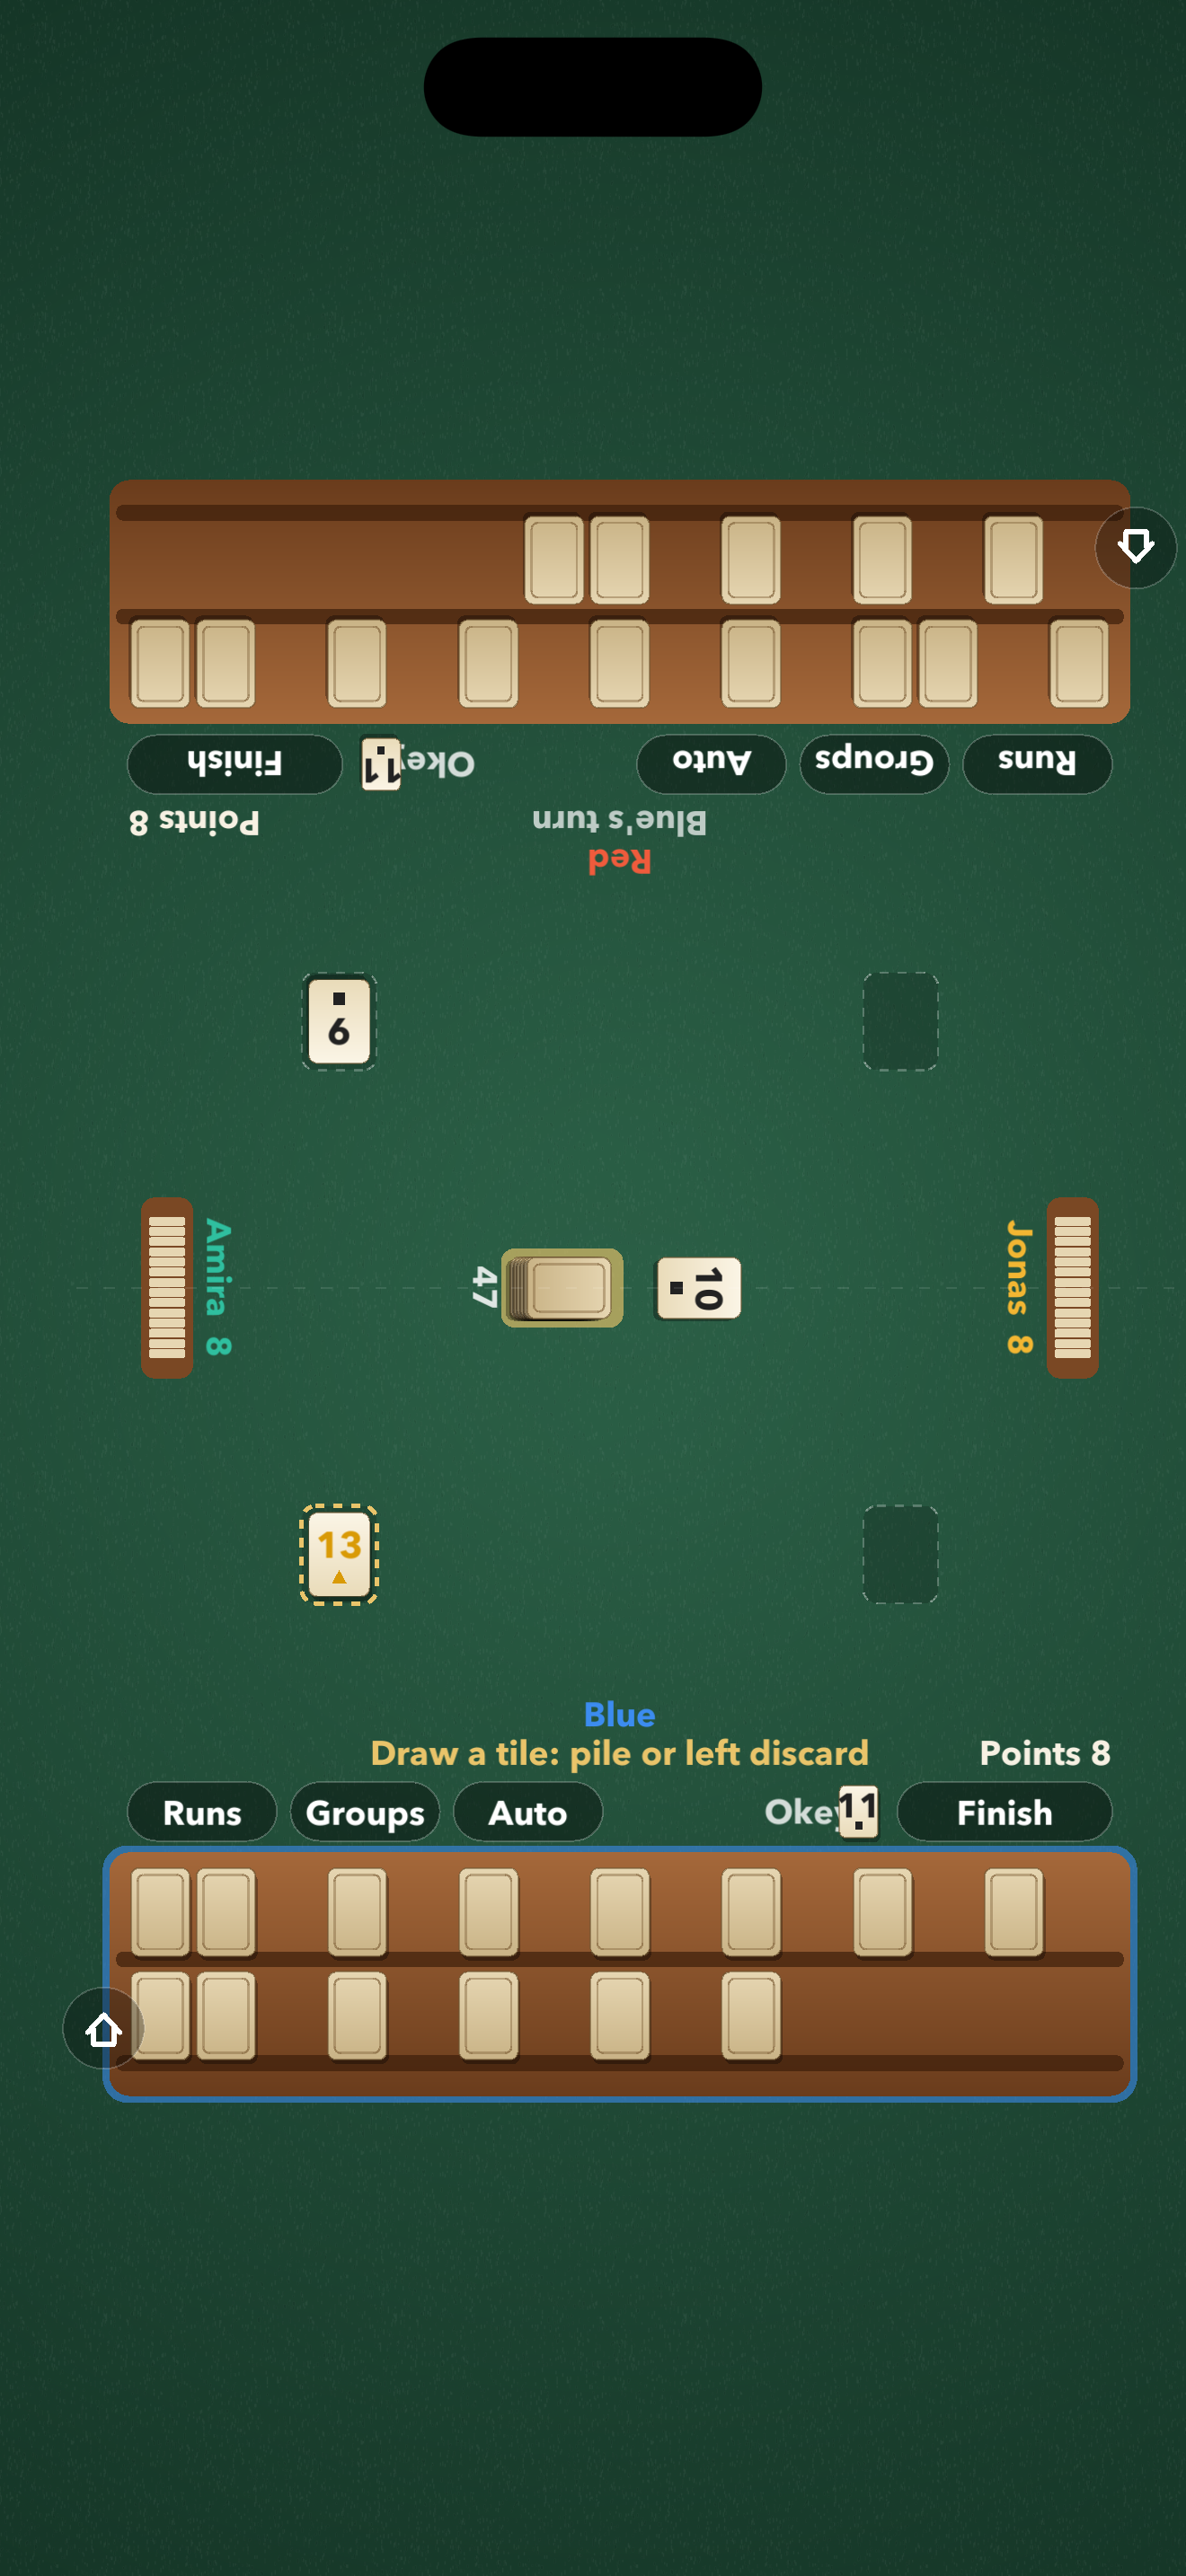 Finish
11
Okey
Auto
Groups
Runs
Points 8
Blue's turn
Red
6
Amira 8
47
10
Jonas 8
13
Blue
Draw a tile: pile or left discard
Points 8
Runs
Groups
Auto
Okey
11
Finish